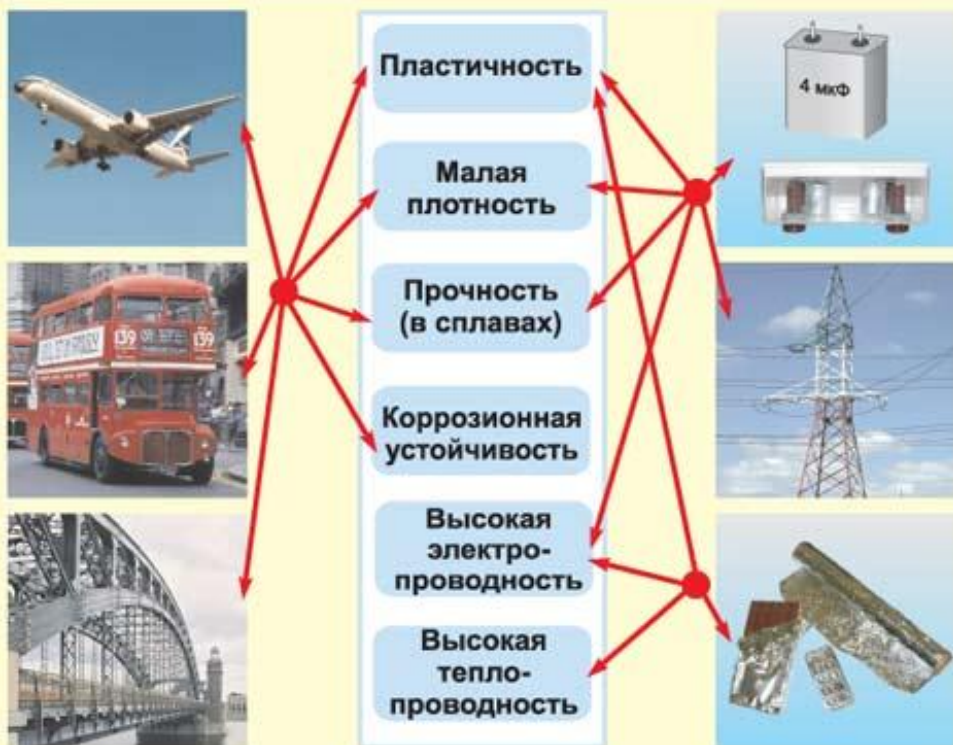 Пластичность
Малая
плотность
Прочность
(в сплавах)
Коррозионная
устойчивость
Высокая
электро-
проводность
Высокая
тепло-
проводность
4 мкФ
139
139